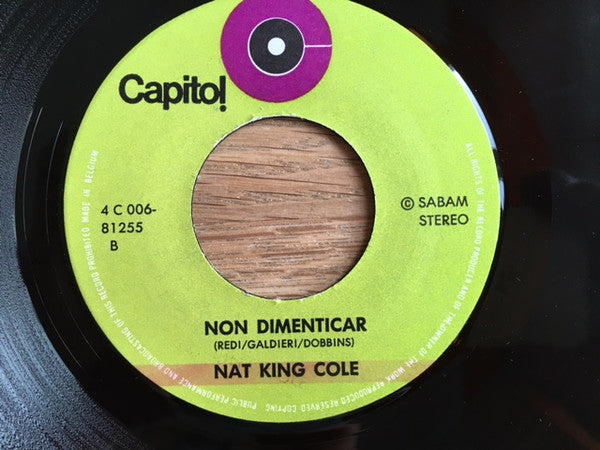 Capitol
4 C 006-
81255
B
© SABAM
STEREO
NON DIMENTICAR
(REDI/GALDIERI/DOBBINS)
NAT KING COLE
ALL RIGHTS OF THE RECORD PRODUCER AND OF THE OWNER OF THE WORK REPRODUCED RESERVED COPYING PUBLIC PERFORMANCE AND BROADCASTING OF THIS RECORD PROHIBITED MADE IN BELGIUM